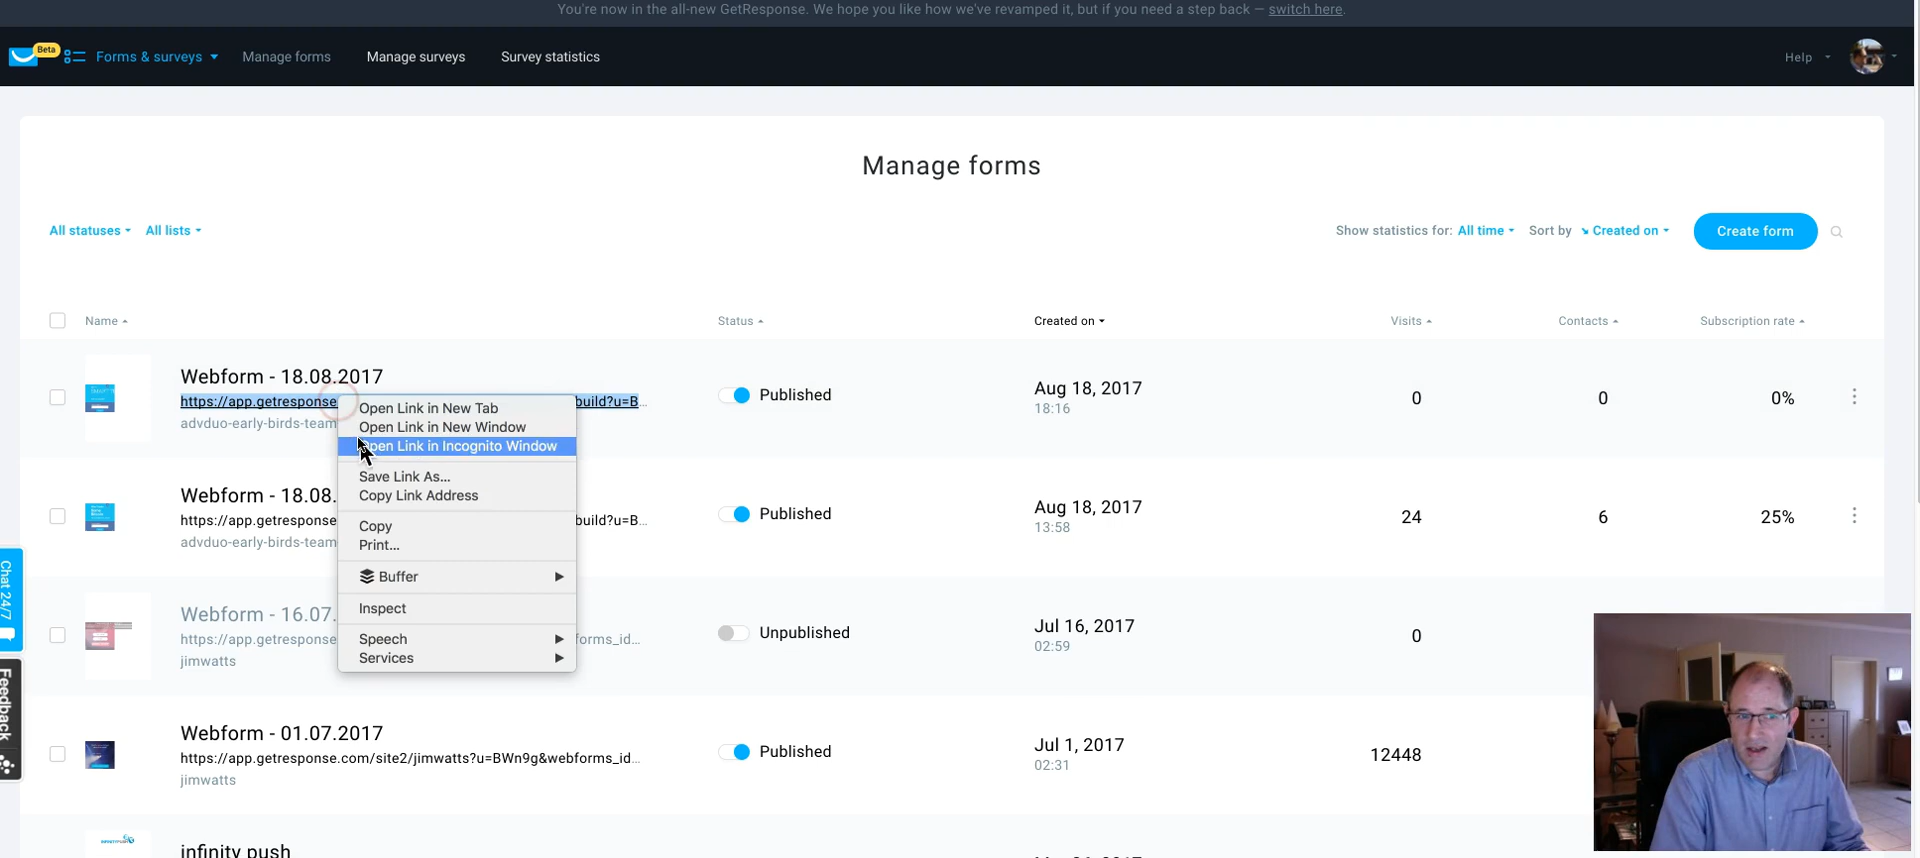 You're now in the all-new GetResponse. We hope you like how we've revamped it, but if you need a step back — switch here.
Beta Forms & surveys Manage forms Manage surveys Survey statistics Help
Manage forms
All statuses All lists Show statistics for: All time Sort by Created on Create form
Name Status Created on Visits Contacts Subscription rate
Webform - 18.08.2017
https://app.getresponse. build?u=B...
advduo-early-birds-team
Published
Aug 18, 2017
18:16
0 0 0%
Open Link in New Tab
Open Link in New Window
Open Link in Incognito Window
Save Link As...
Copy Link Address
Copy
Print...
Buffer
Inspect
Speech
Services
Webform - 18.08.
https://app.getresponse build?u=B...
advduo-early-birds-team
Published
Aug 18, 2017
13:58
24 6 25%
Webform - 16.07.
https://app.getresponse forms_id...
jimwatts
Unpublished
Jul 16, 2017
02:59
0
Webform - 01.07.2017
https://app.getresponse.com/site2/jimwatts?u=BWn9g&webforms_id...
jimwatts
Published
Jul 1, 2017
02:31
12448
infinity push
Chat 24/7
Feedback